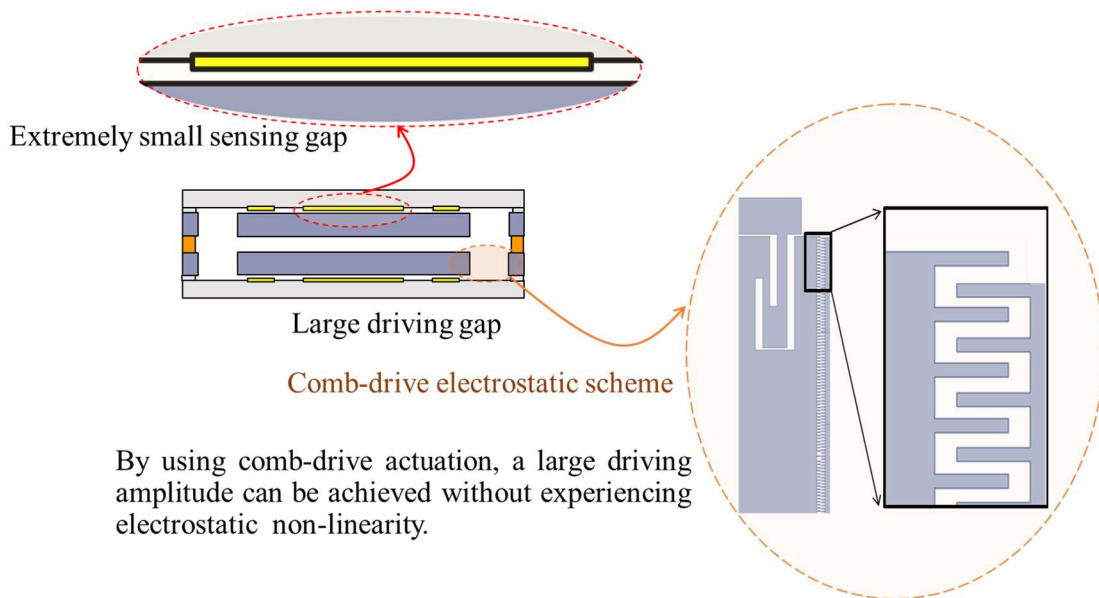 Extremely small sensing gap
Large driving gap
Comb-drive electrostatic scheme
By using comb-drive actuation, a large driving
amplitude can be achieved without experiencing
electrostatic non-linearity.